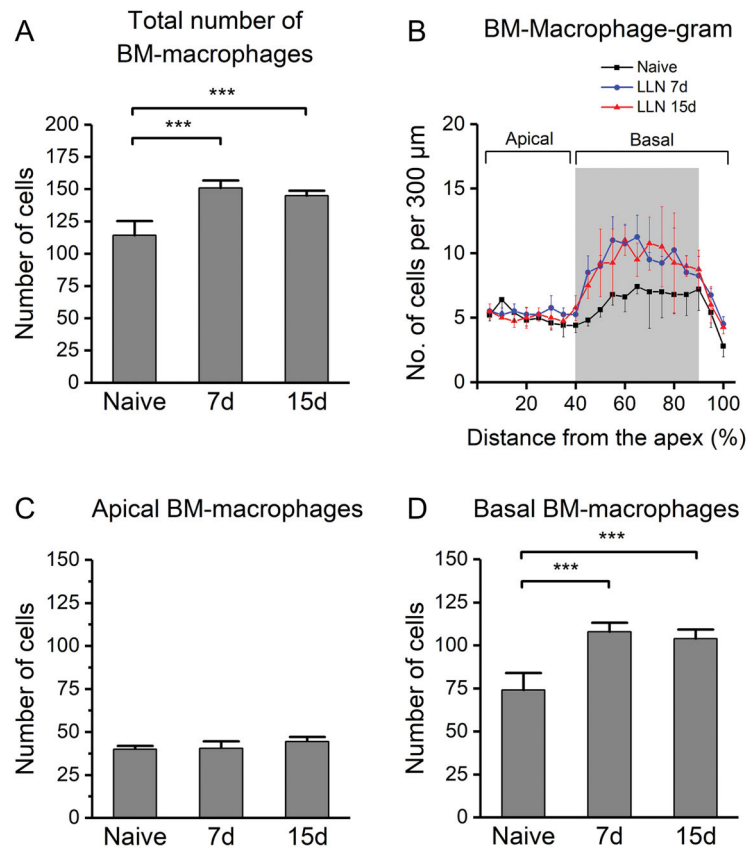 A
Total number of
BM-macrophages
***
***
200
175
150
125
100
75
50
25
0
Number of cells
Naive 7d 15d
B
BM-Macrophage-gram
Naive
LLN 7d
LLN 15d
Apical Basal
20
15
10
5
0
No. of cells per 300 µm
20 40 60 80 100
Distance from the apex (%)
C
Apical BM-macrophages
150
125
100
75
50
25
0
Number of cells
Naive 7d 15d
D
Basal BM-macrophages
***
***
150
125
100
75
50
25
0
Number of cells
Naive 7d 15d